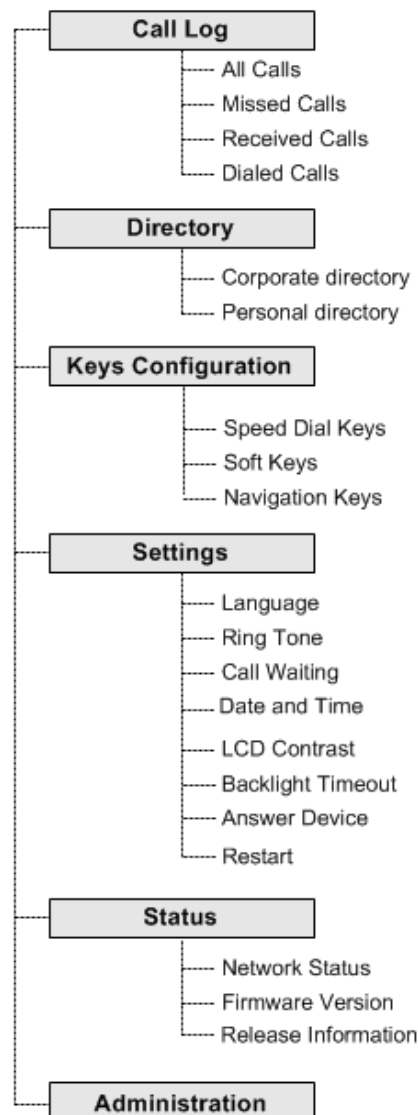 Call Log
All Calls
Missed Calls
Received Calls
Dialed Calls
Directory
Corporate directory
Personal directory
Keys Configuration
Speed Dial Keys
Soft Keys
Navigation Keys
Settings
Language
Ring Tone
Call Waiting
Date and Time
LCD Contrast
Backlight Timeout
Answer Device
Restart
Status
Network Status
Firmware Version
Release Information
Administration